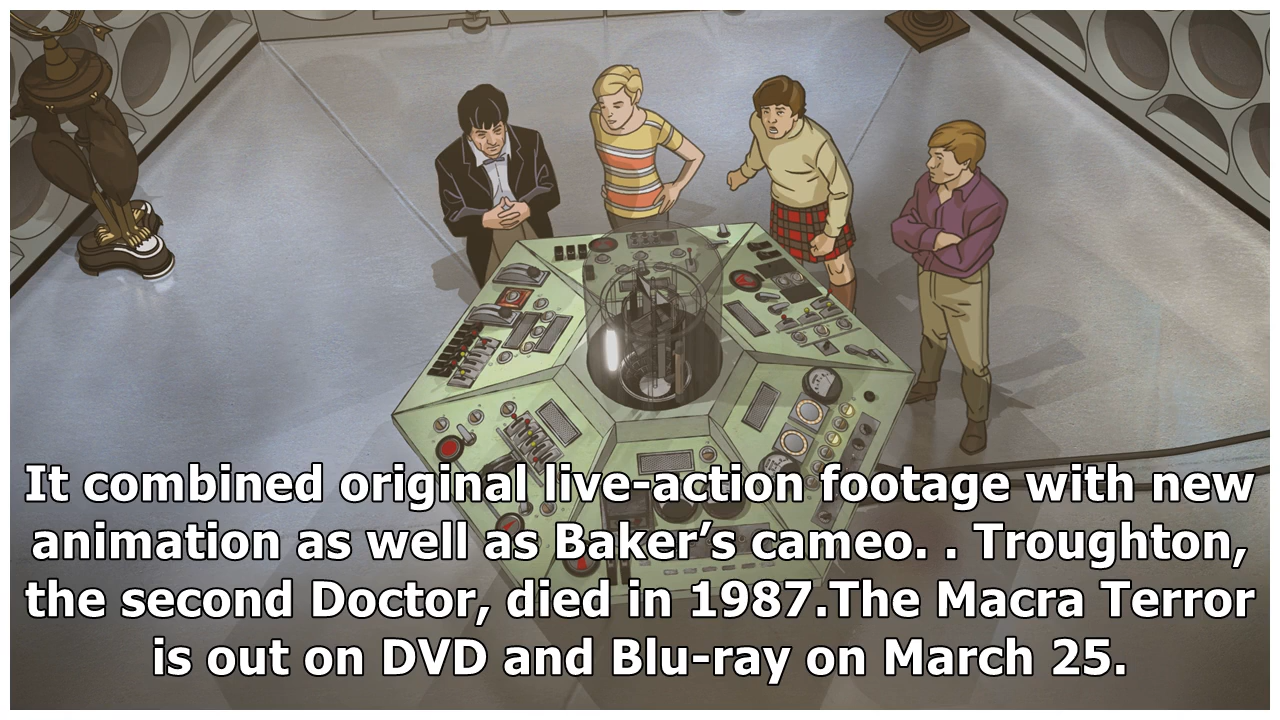 It combined original live-action footage with new
animation as well as Baker’s cameo. . Troughton,
the second Doctor, died in 1987.The Macra Terror
is out on DVD and Blu-ray on March 25.